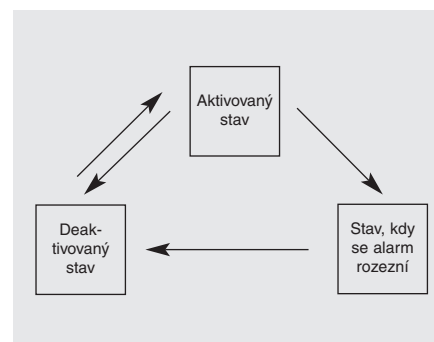 Aktivovaný
stav
Deak-
tivovaný
stav
Stav, kdy
se alarm
rozezní